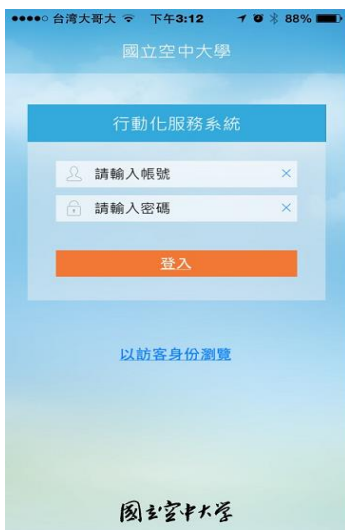 台湾大哥大 下午3:12 88%
國立空中大學
行動化服務系統
請輸入帳號
請輸入密碼
登入
以訪客身份瀏覽
國立空中大学